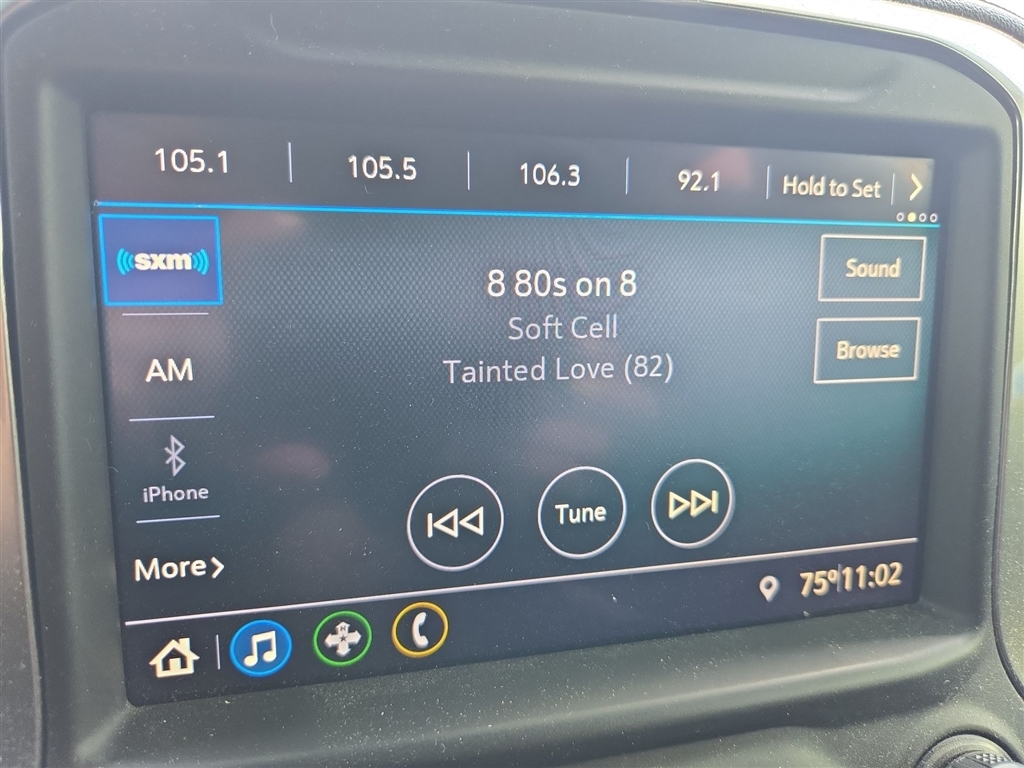 105.1 105.5 106.3 92.1 Hold to Set
sxm
8 80s on 8
Sound
Soft Cell
AM
Tainted Love (82)
Browse
iPhone
Tune
More
75° 11:02